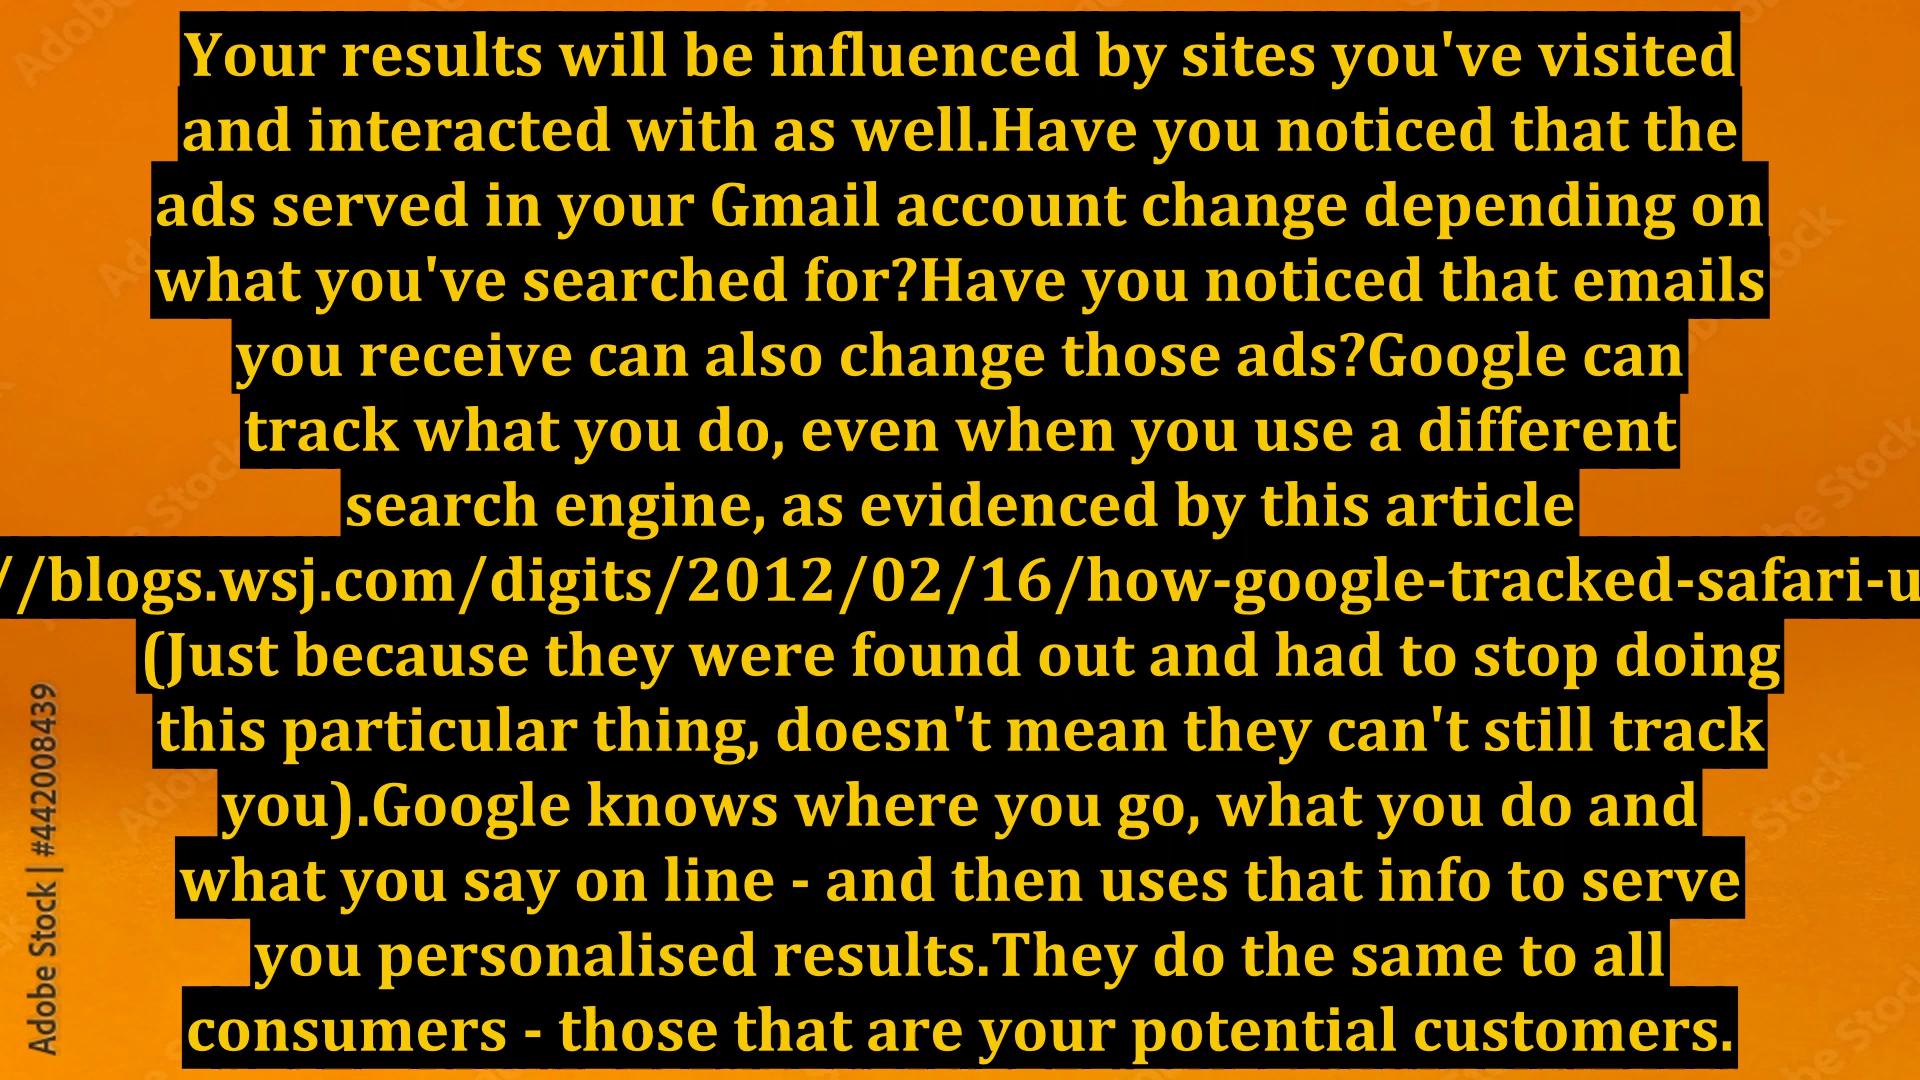 Your results will be influenced by sites you've visited
and interacted with as well.Have you noticed that the
ads served in your Gmail account change depending on
what you've searched for?Have you noticed that emails
you receive can also change those ads?Google can
track what you do, even when you use a different
search engine, as evidenced by this article
//blogs.wsj.com/digits/2012/02/16/how-google-tracked-safari-u
(Just because they were found out and had to stop doing
this particular thing, doesn't mean they can't still track
you).Google knows where you go, what you do and
what you say on line - and then uses that info to serve
you personalised results.They do the same to all
consumers - those that are your potential customers.
Adobe Stock | #442008439